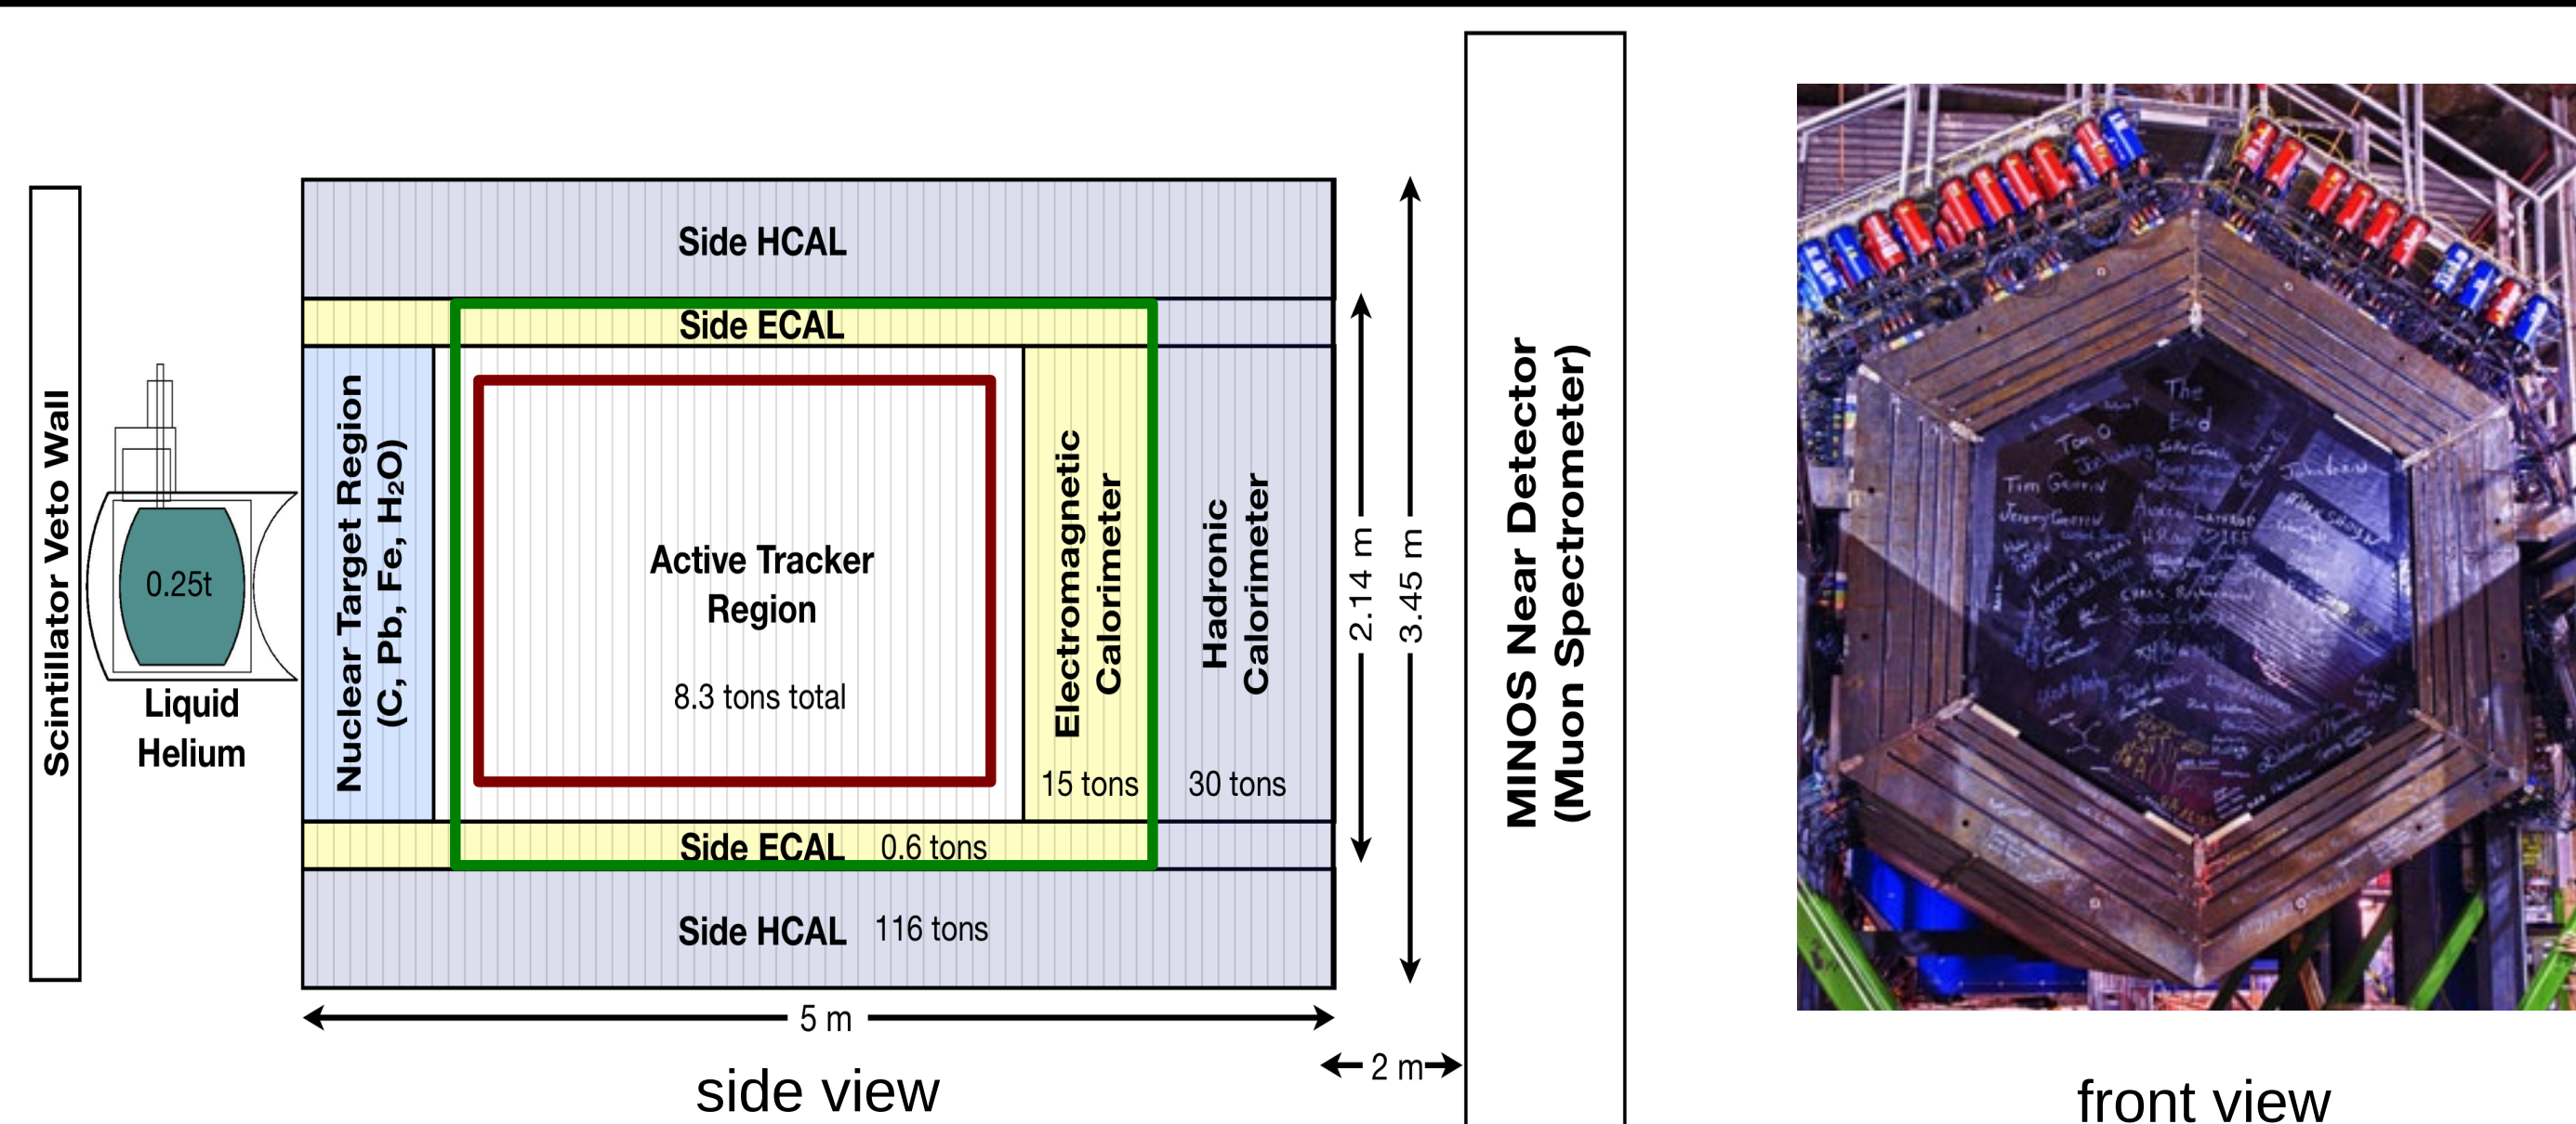 Scintillator Veto Wall
0.25t
Liquid
Helium
Side HCAL
Side ECAL
Nuclear Target Region
(C, Pb, Fe, H₂O)
Active Tracker
Region
8.3 tons total
Electromagnetic
Calorimeter
15 tons
Hadronic
Calorimeter
30 tons
Side ECAL 0.6 tons
Side HCAL 116 tons
2.14 m
3.45 m
5 m
2 m
MINOS Near Detector
(Muon Spectrometer)
side view
The
End
Tom O
Tim Griffin
front view